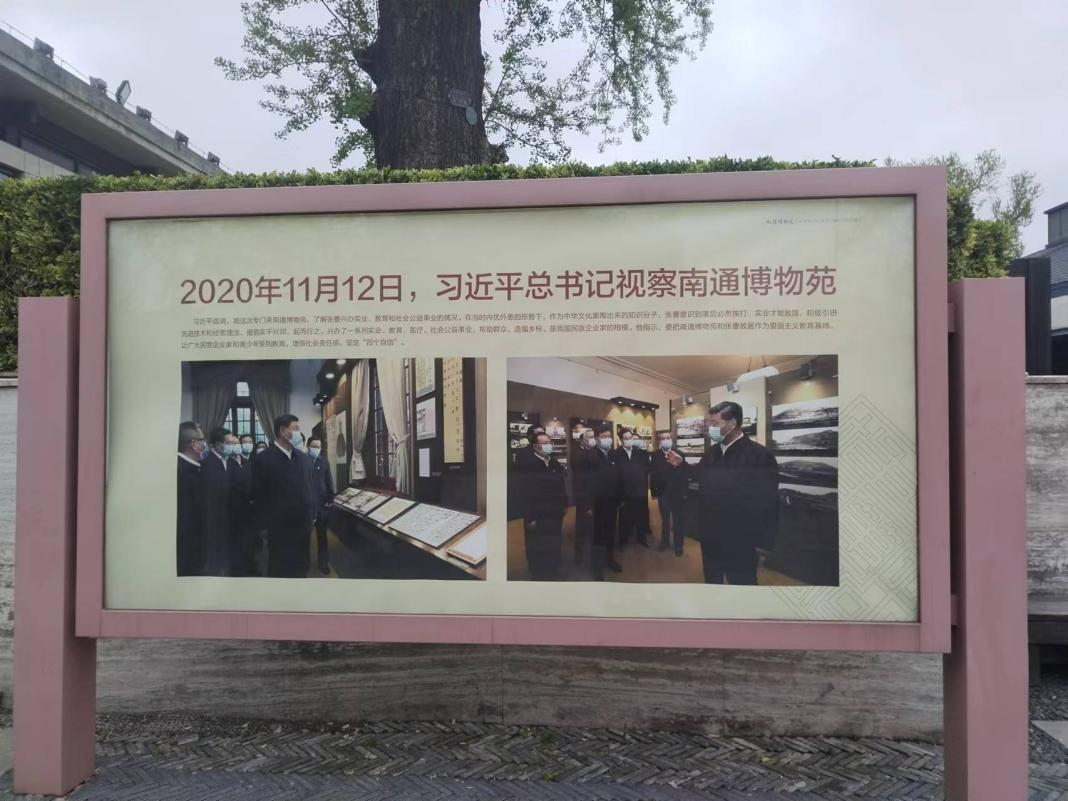 南通博物苑
2020年11月12日，习近平总书记视察南通博物苑
习近平强调，我这次专门来南通博物苑，了解张謇兴办实业、教育和社会公益事业的情况。在当时内忧外患的形势下，作为中华文化熏陶出来的知识分子，张謇意识到落后必然挨打、实业才能救国，积极引进
先进技术和经营理念，提倡实干兴邦，起而行之，兴办了一系列实业、教育、医疗、社会公益事业，帮助群众，造福乡梓，是我国民族企业家的楷模。他指示，要把南通博物苑和张謇故居作为爱国主义教育基地，
让广大民营企业家和青少年受到教育，增强社会责任感，坚定“四个自信”。